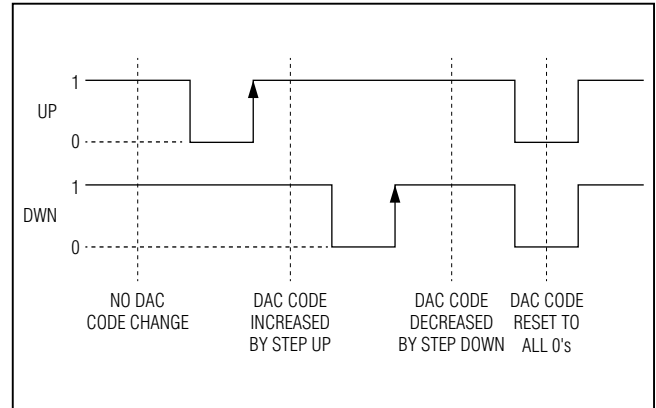 1
UP
0
1
DWN
0
NO DAC
CODE CHANGE
DAC CODE
INCREASED
BY STEP UP
DAC CODE
DECREASED
BY STEP DOWN
DAC CODE
RESET TO
ALL 0's